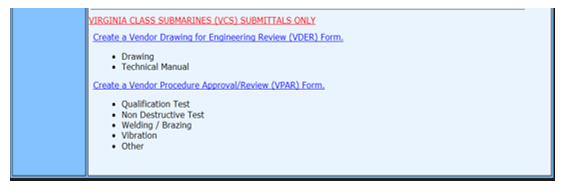 VIRGINIA CLASS SUBMARINES (VCS) SUBMITTALS ONLY
Create a Vendor Drawing for Engineering Review (VDER) Form.
• Drawing
• Technical Manual
Create a Vendor Procedure Approval/Review (VPAR) Form.
• Qualification Test
• Non Destructive Test
• Welding / Brazing
• Vibration
• Other